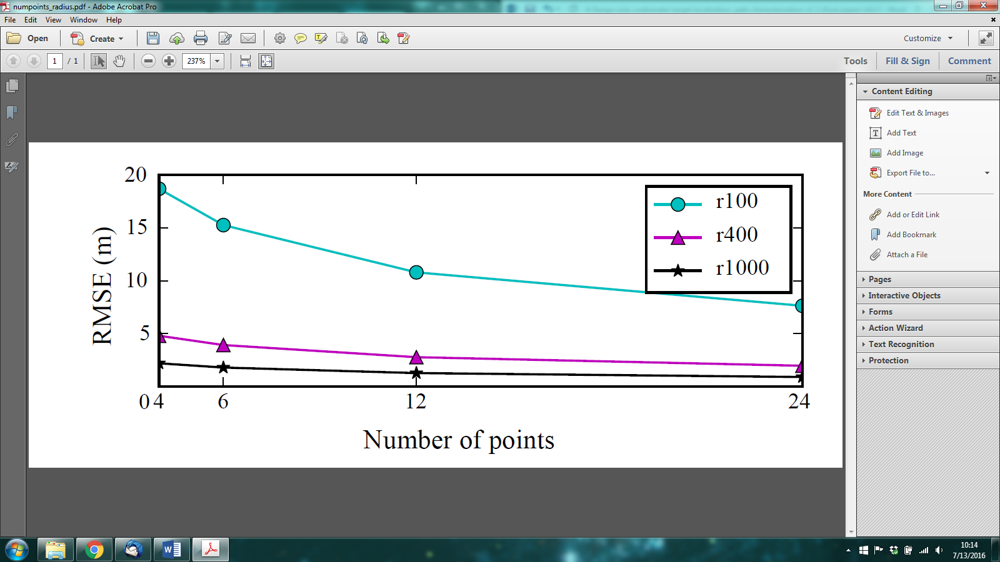 numpoints_radius.pdf - Adobe Acrobat Pro
File Edit View Window Help
Open Create Customize
1 / 1 237% Tools Fill & Sign Comment
Content Editing
Edit Text & Images
Add Text
Add Image
Export File to...
More Content
Add or Edit Link
Add Bookmark
Attach a File
Pages
Interactive Objects
Forms
Action Wizard
Text Recognition
Protection
20
15
10
5
0 4 6 12 24
RMSE (m)
Number of points
r100
r400
r1000
10:14
7/13/2016